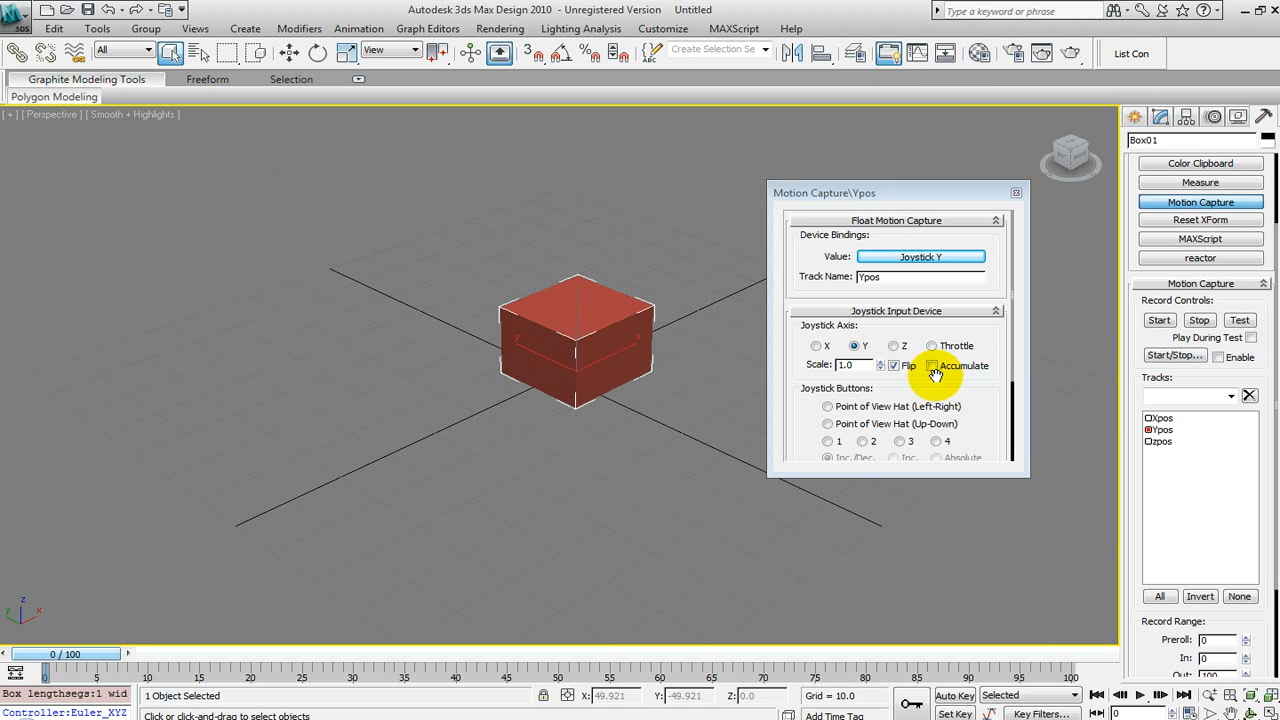 Autodesk 3ds Max Design 2010 - Unregistered Version Untitled
Type a keyword or phrase
3DS
Edit Tools Group Views Create Modifiers Animation Graph Editors Rendering Lighting Analysis Customize MAXScript Help
All View 3 ABC Create Selection Se List Con
Graphite Modeling Tools Freeform Selection
Polygon Modeling
[ + ] [ Perspective ] [ Smooth + Highlights ]
Box01
Color Clipboard
Measure
Motion Capture
Reset XForm
MAXScript
reactor
Motion Capture
Record Controls:
Start Stop Test
Play During Test
Start/Stop... Enable
Tracks:
Xpos
Ypos
zpos
All Invert None
Record Range:
Preroll: 0
In: 0
Out: 100
Motion Capture\Ypos
Float Motion Capture
Device Bindings:
Value: Joystick Y
Track Name: Ypos
Joystick Input Device
Joystick Axis:
X Y Z Throttle
Scale: 1.0 Flip Accumulate
Joystick Buttons:
Point of View Hat (Left-Right)
Point of View Hat (Up-Down)
1 2 3 4
Inc./Dec. Inc. Absolute
y x
z
y x
0 / 100
0 5 10 15 20 25 30 35 40 45 50 55 60 65 70 75 80 85 90 95 100
Box lengthsegs:1 wid
Controller:Euler_XYZ
1 Object Selected X: 49.921 Y: -49.921 Z: 0.0 Grid = 10.0 Auto Key Selected
Click or click-and-drag to select objects Add Time Tag Set Key Key Filters... 0